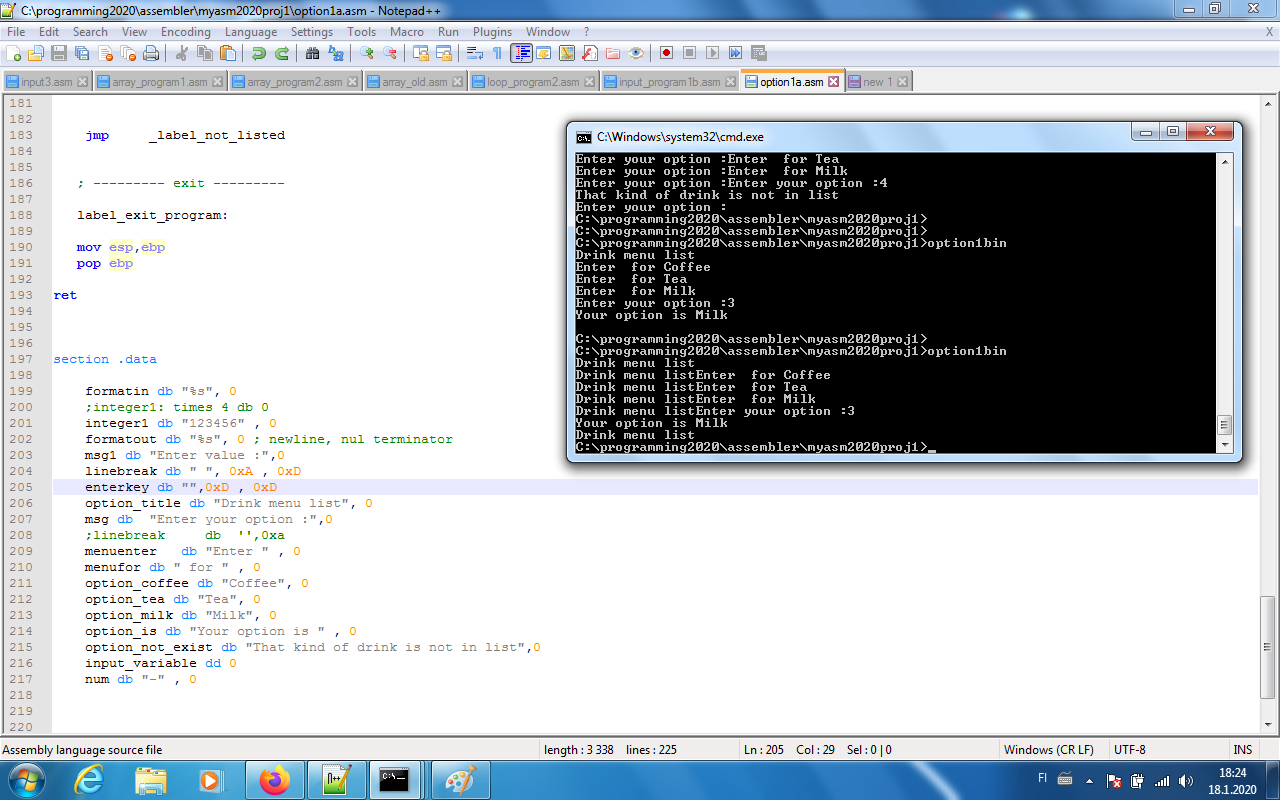 C:\programming2020\assembler\myasm2020proj1\option1a.asm - Notepad++
File Edit Search View Encoding Language Settings Tools Macro Run Plugins Window ? X
input3.asm array_program1.asm array_program2.asm array_old.asm loop_program2.asm input_program1b.asm option1a.asm new 1
181
182
183 jmp _label_not_listed
184
185
186 ; --------- exit ---------
187
188 label_exit_program:
189
190 mov esp,ebp
191 pop ebp
192
193 ret
194
195
196
197 section .data
198
199 formatin db "%s", 0
200 ;integer1: times 4 db 0
201 integer1 db "123456" , 0
202 formatout db "%s", 0 ; newline, nul terminator
203 msg1 db "Enter value :",0
204 linebreak db " ", 0xA , 0xD
205 enterkey db "",0xD , 0xD
206 option_title db "Drink menu list", 0
207 msg db "Enter your option :",0
208 ;linebreak db '',0xa
209 menuenter db "Enter " , 0
210 menufor db " for " , 0
211 option_coffee db "Coffee", 0
212 option_tea db "Tea", 0
213 option_milk db "Milk", 0
214 option_is db "Your option is " , 0
215 option_not_exist db "That kind of drink is not in list",0
216 input_variable dd 0
217 num db "-" , 0
218
219
220
C:\Windows\system32\cmd.exe
Enter your option :Enter  for Tea
Enter your option :Enter  for Milk
Enter your option :Enter your option :4
That kind of drink is not in list
Enter your option :
C:\programming2020\assembler\myasm2020proj1>
C:\programming2020\assembler\myasm2020proj1>
C:\programming2020\assembler\myasm2020proj1>option1bin
Drink menu list
Enter  for Coffee
Enter  for Tea
Enter  for Milk
Enter your option :3
Your option is Milk
C:\programming2020\assembler\myasm2020proj1>
C:\programming2020\assembler\myasm2020proj1>option1bin
Drink menu list
Drink menu listEnter  for Coffee
Drink menu listEnter  for Tea
Drink menu listEnter  for Milk
Drink menu listEnter your option :3
Your option is Milk
Drink menu list
C:\programming2020\assembler\myasm2020proj1>_
Assembly language source file length : 3 338 lines : 225 Ln : 205 Col : 29 Sel : 0 | 0 Windows (CR LF) UTF-8 INS
FI 18:24
18.1.2020